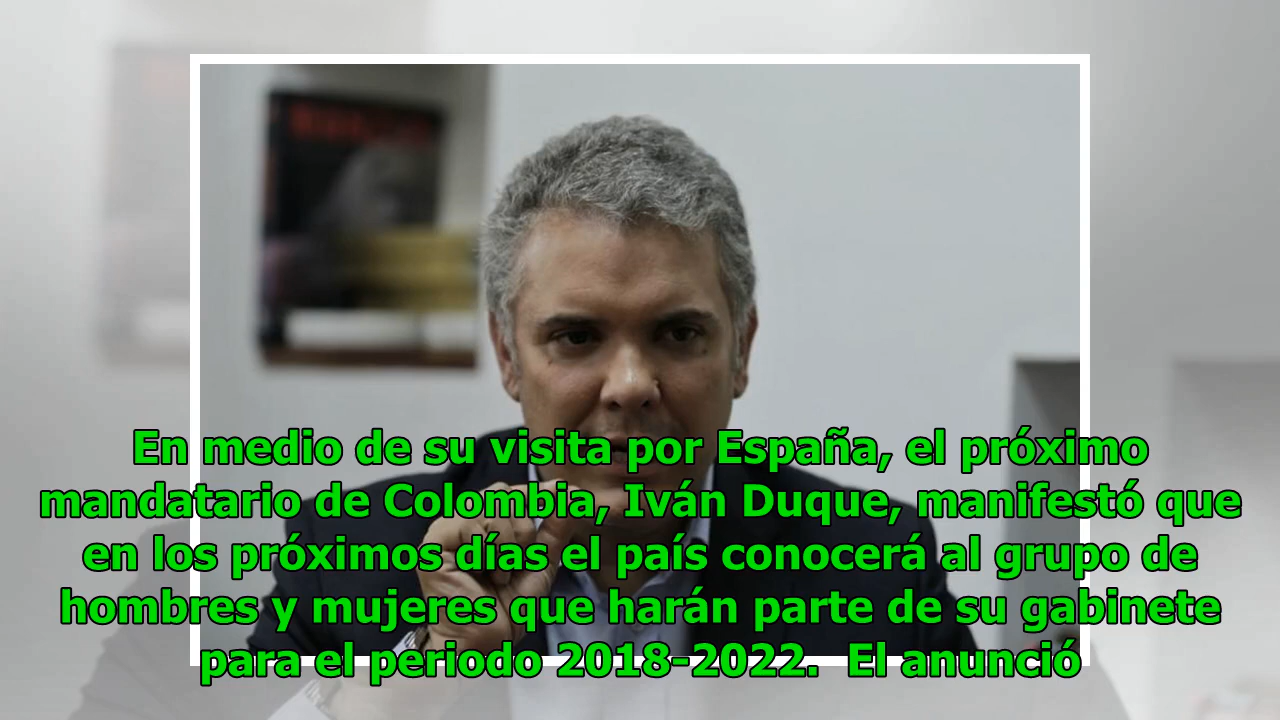 En medio de su visita por España, el próximo
mandatario de Colombia, Iván Duque, manifestó que
en los próximos días el país conocerá al grupo de
hombres y mujeres que harán parte de su gabinete
para el periodo 2018-2022.  El anunció